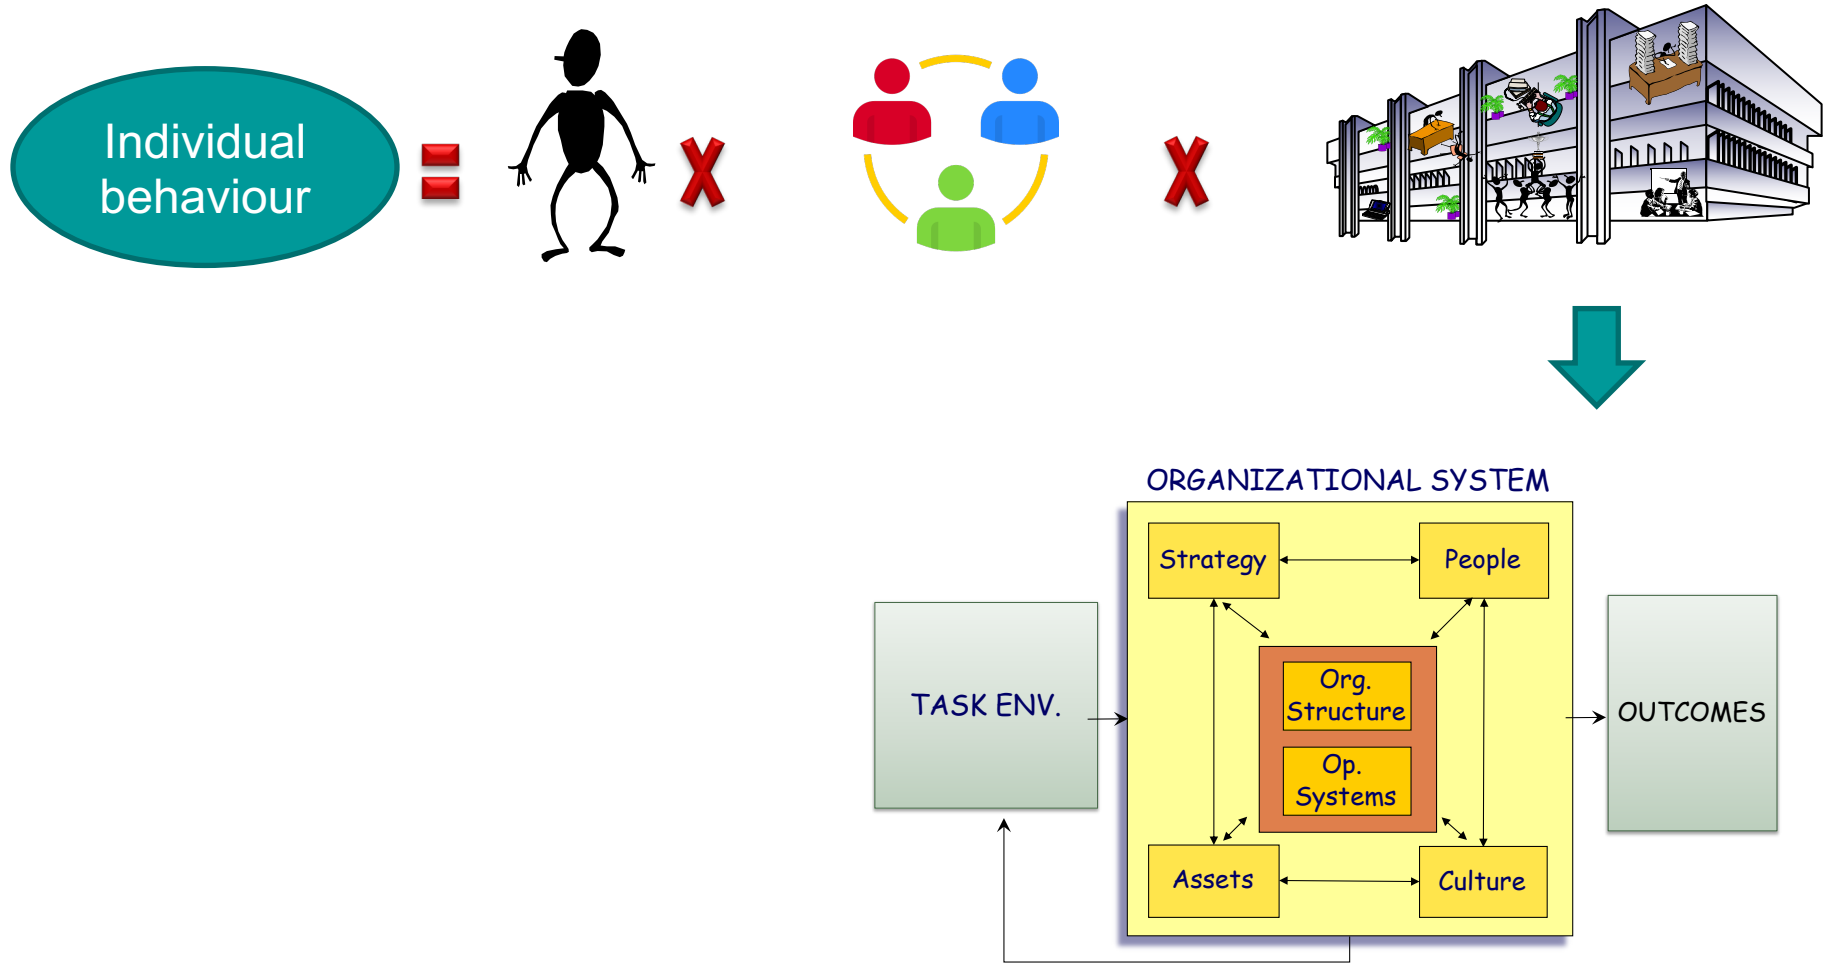 Individual
behaviour
ORGANIZATIONAL SYSTEM
Strategy
People
TASK ENV.
Org.
Structure
Op.
Systems
OUTCOMES
Assets
Culture